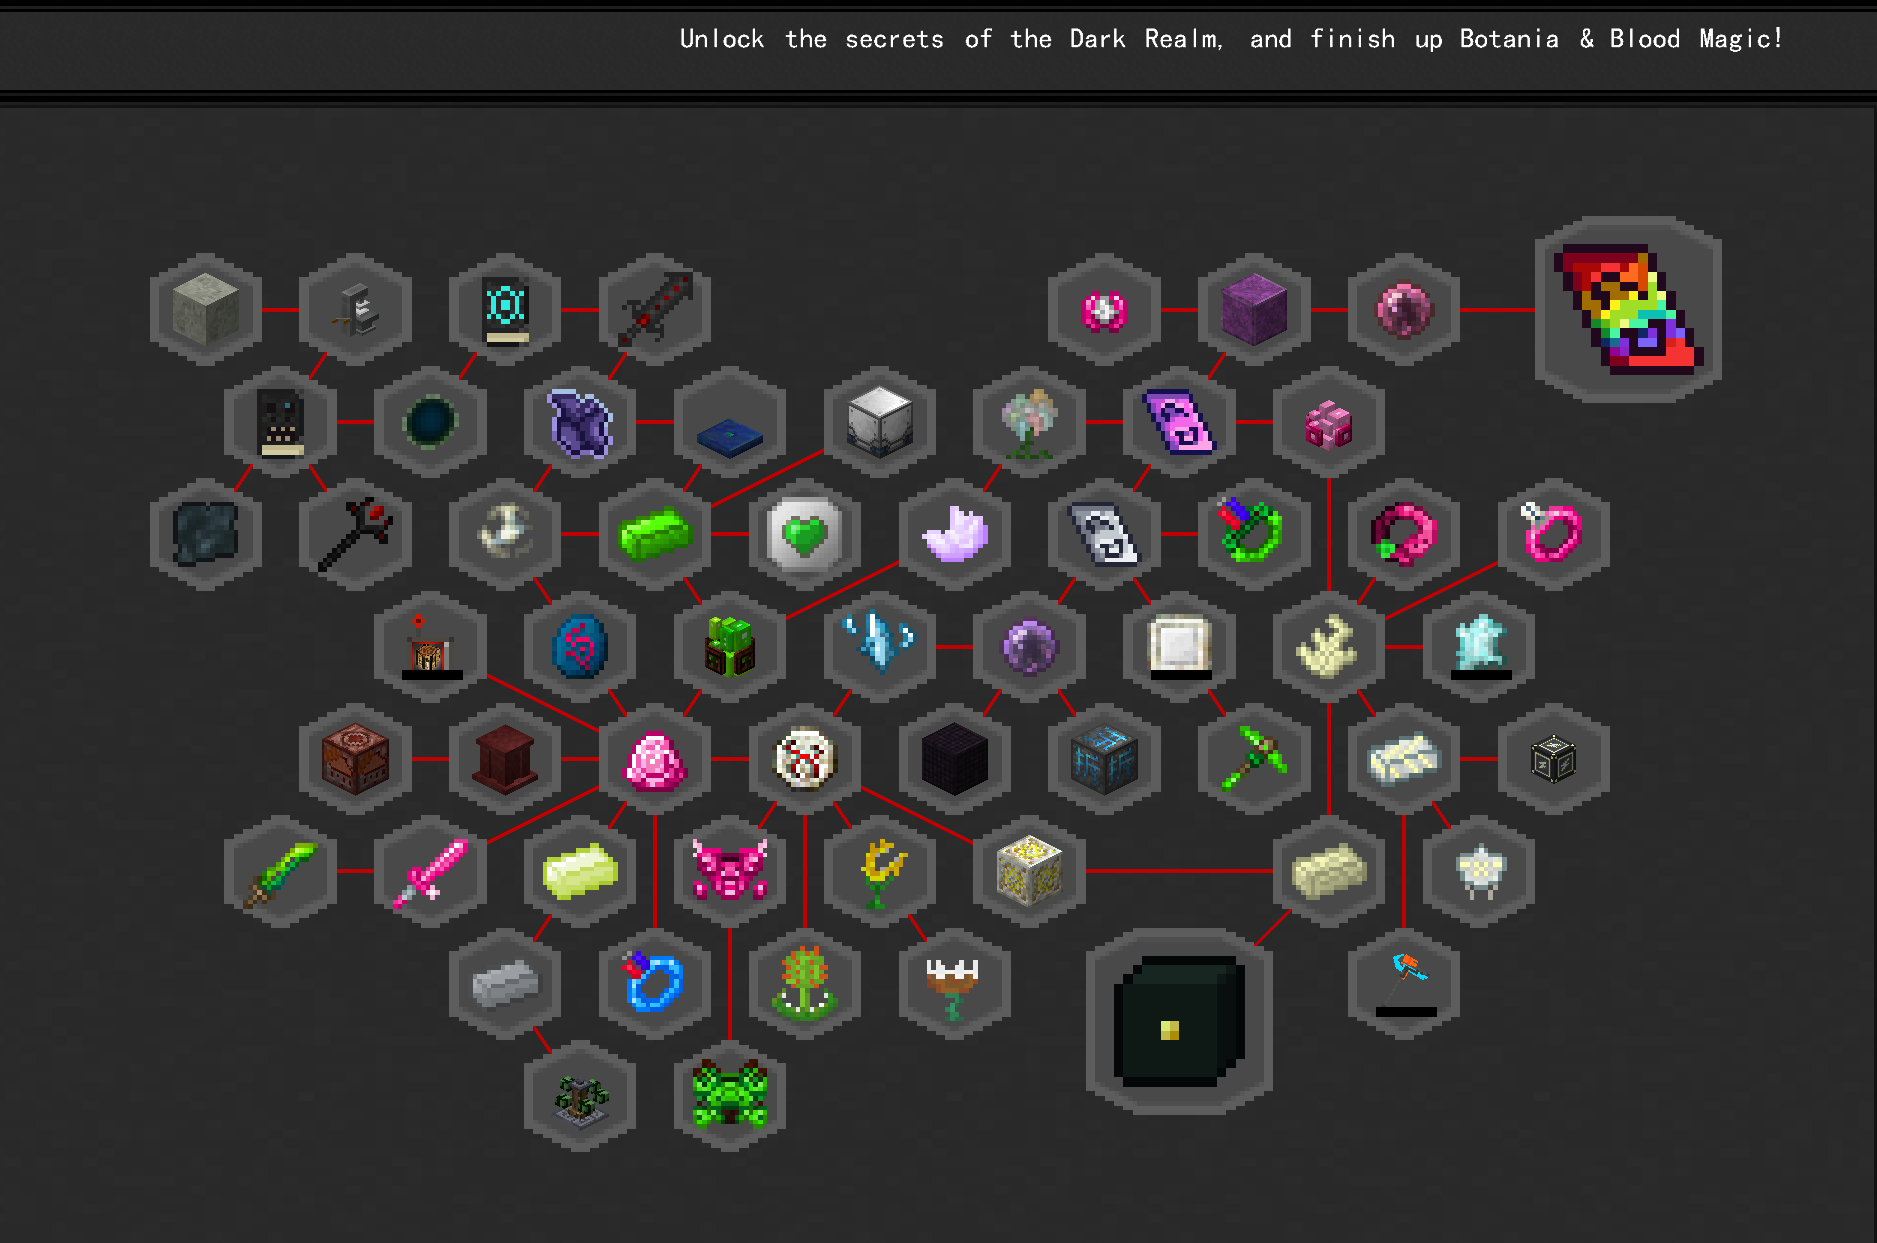 Unlock the secrets of the Dark Realm, and finish up Botania & Blood Magic!